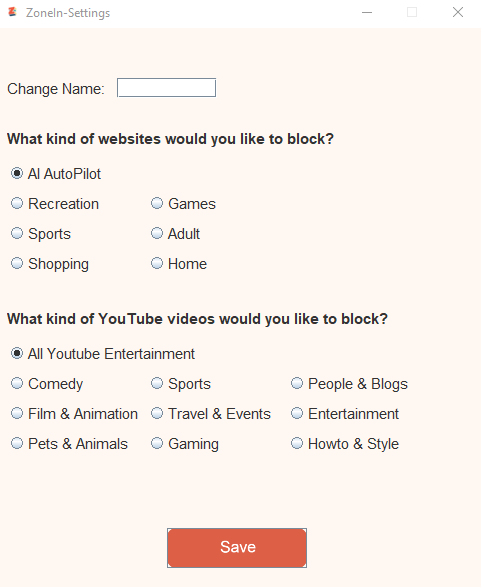 ZoneIn-Settings
Change Name:
What kind of websites would you like to block?
AI AutoPilot
Recreation Games
Sports Adult
Shopping Home
What kind of YouTube videos would you like to block?
All Youtube Entertainment
Comedy Sports People & Blogs
Film & Animation Travel & Events Entertainment
Pets & Animals Gaming Howto & Style
Save